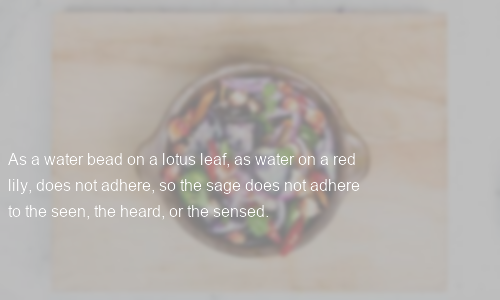 As a water bead on a lotus leaf, as water on a red
lily, does not adhere, so the sage does not adhere
to the seen, the heard, or the sensed.